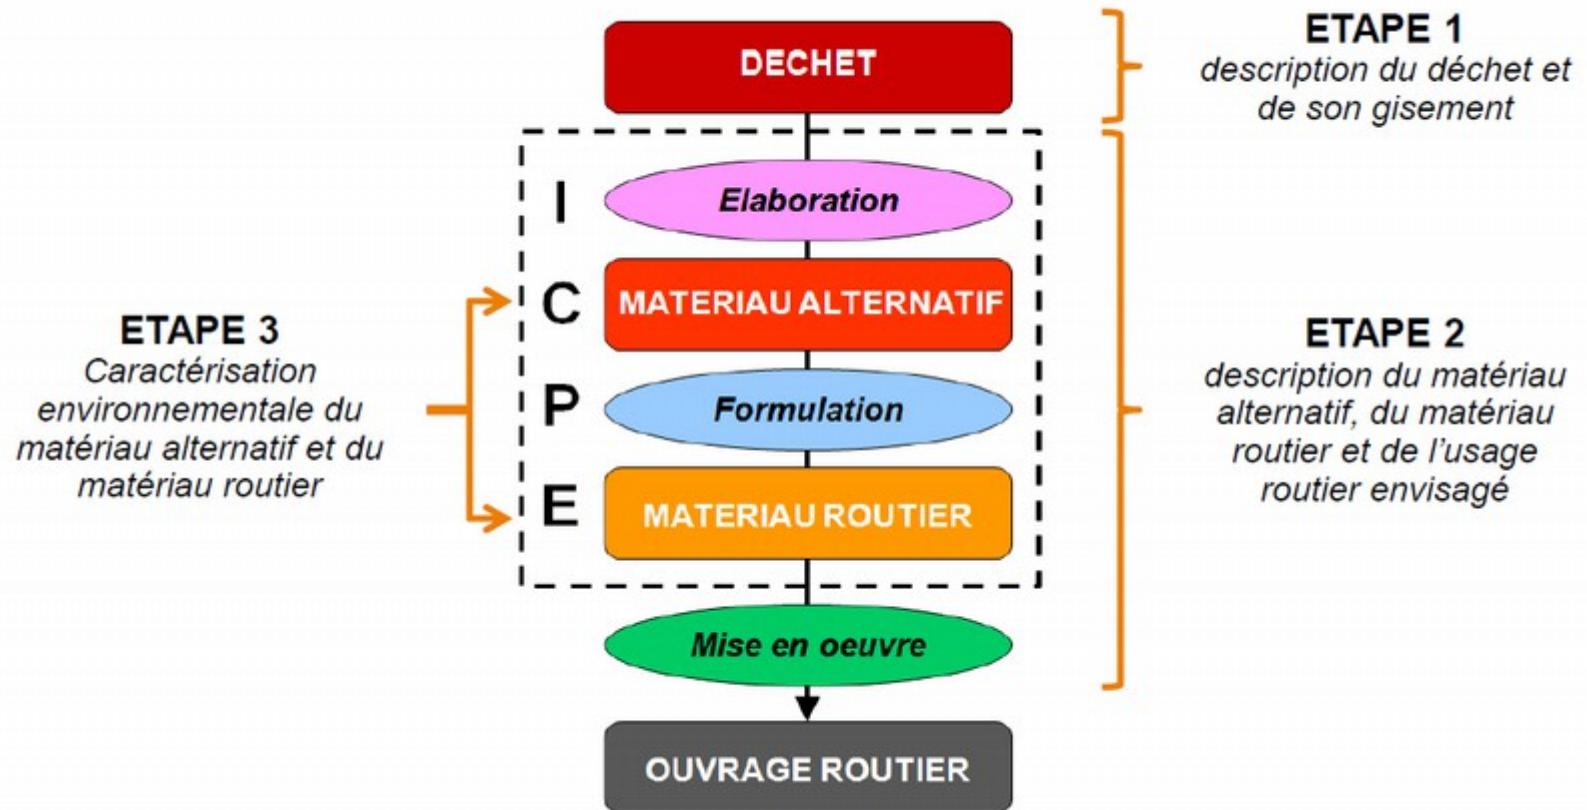 DECHET
ETAPE 1
description du déchet et
de son gisement
I
Elaboration
C
MATERIAU ALTERNATIF
P
Formulation
E
MATERIAU ROUTIER
ETAPE 3
Caractérisation
environnementale du
matériau alternatif et du
matériau routier
ETAPE 2
description du matériau
alternatif, du matériau
routier et de l'usage
routier envisagé
Mise en oeuvre
OUVRAGE ROUTIER